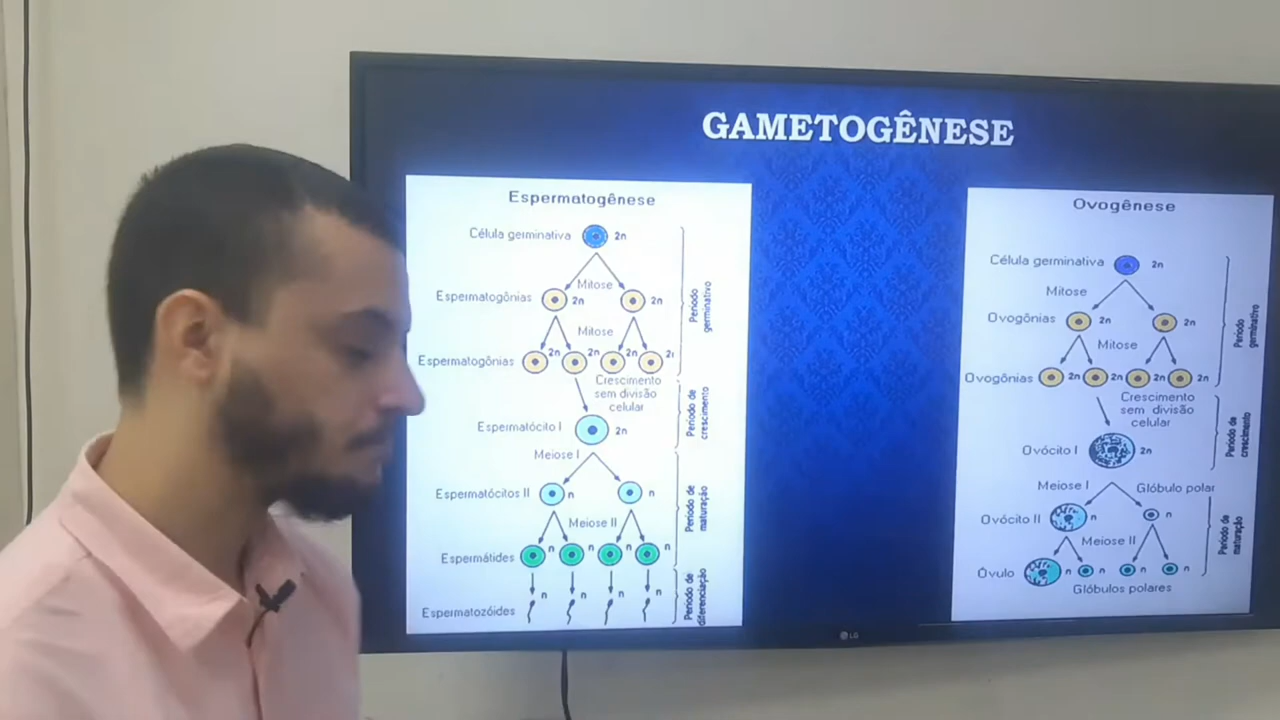 GAMETOGÊNESE
Espermatogênese
Célula germinativa 2n
Mitose
Espermatogônias 2n 2n
Mitose
Espermatogônias 2n 2n 2n 2n
Crescimento
sem divisão
celular
Espermatócito I 2n
Meiose I
Espermatócitos II n n
Meiose II
Espermátides n n n n
Espermatozóides n n n n
Período
germinativo
Período de
crescimento
Período de
maturação
Período de
diferenciação
Ovogênese
Célula germinativa 2n
Mitose
Ovogônias 2n 2n
Mitose
Ovogônias 2n 2n 2n 2n
Crescimento
sem divisão
celular
Ovócito I 2n
Meiose I Glóbulo polar
Ovócito II n n
Meiose II
Óvulo n n n n
Glóbulos polares
Período
germinativo
Período de
crescimento
Período de
maturação
LG